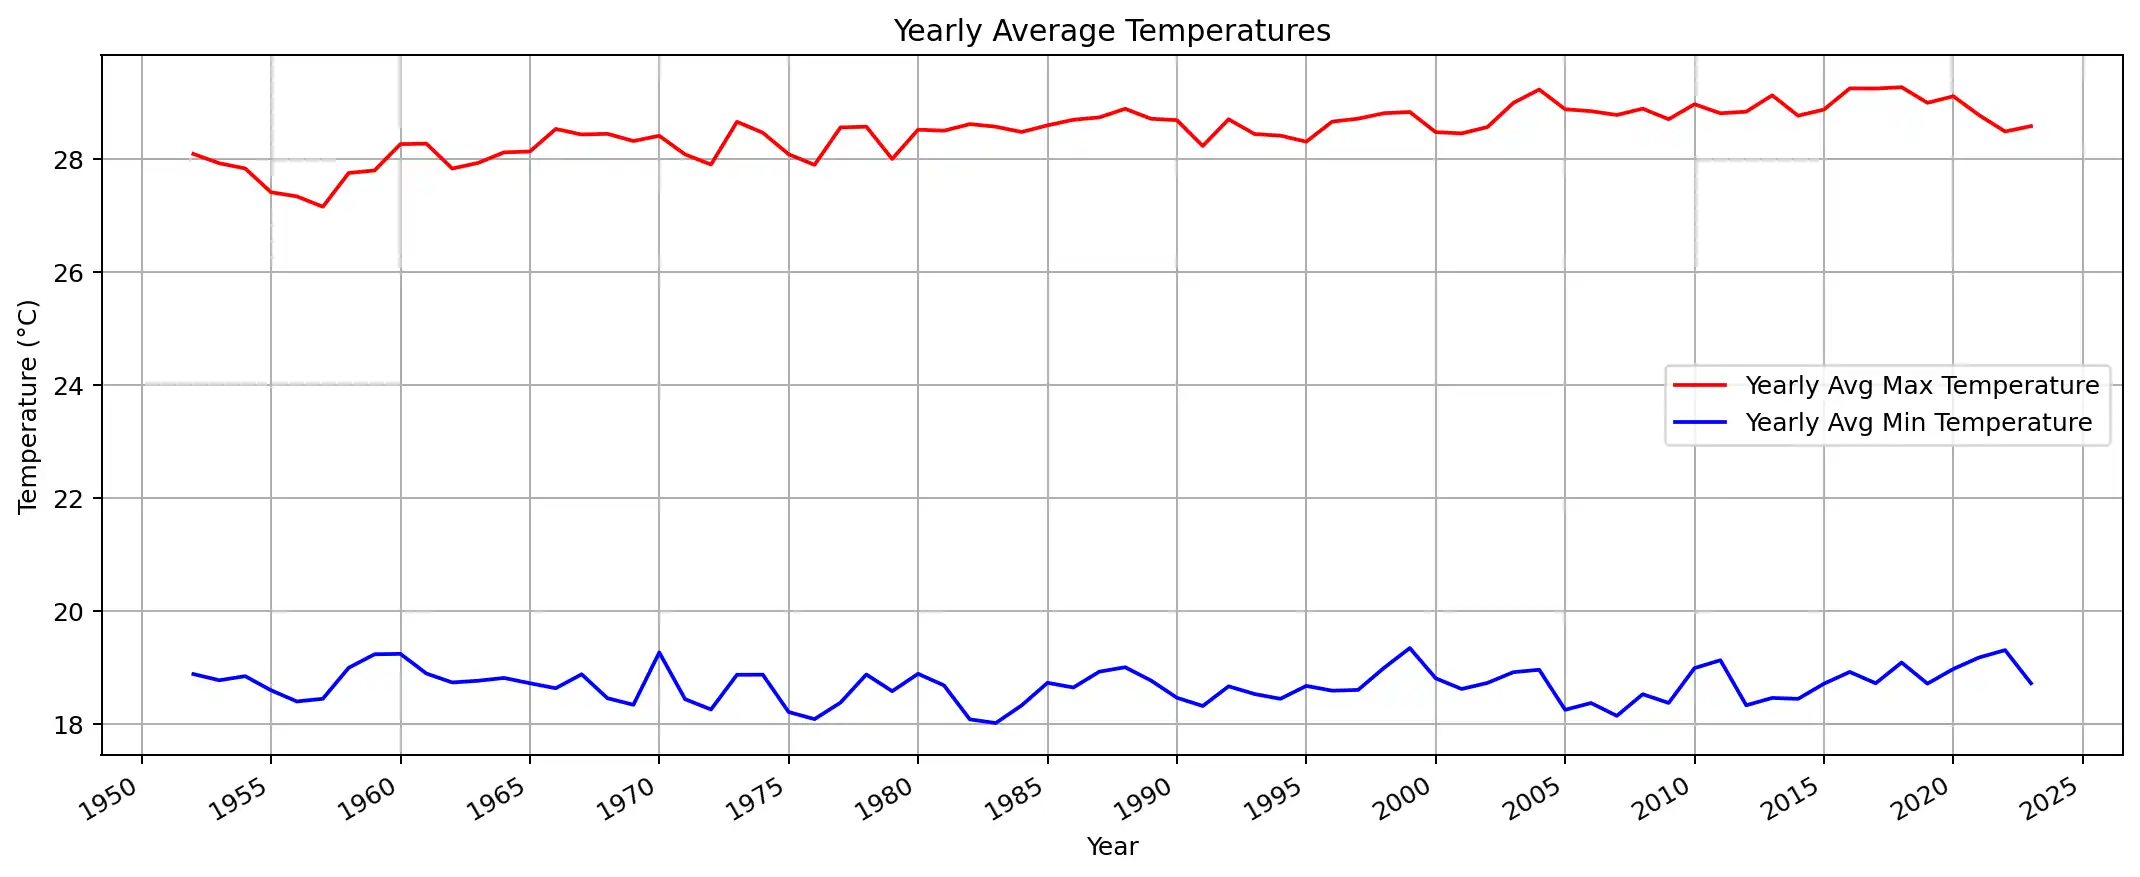 Yearly Average Temperatures
Temperature (°C)
28
26
24
22
20
18
Yearly Avg Max Temperature
Yearly Avg Min Temperature
1950 1955 1960 1965 1970 1975 1980 1985 1990 1995 2000 2005 2010 2015 2020 2025
Year